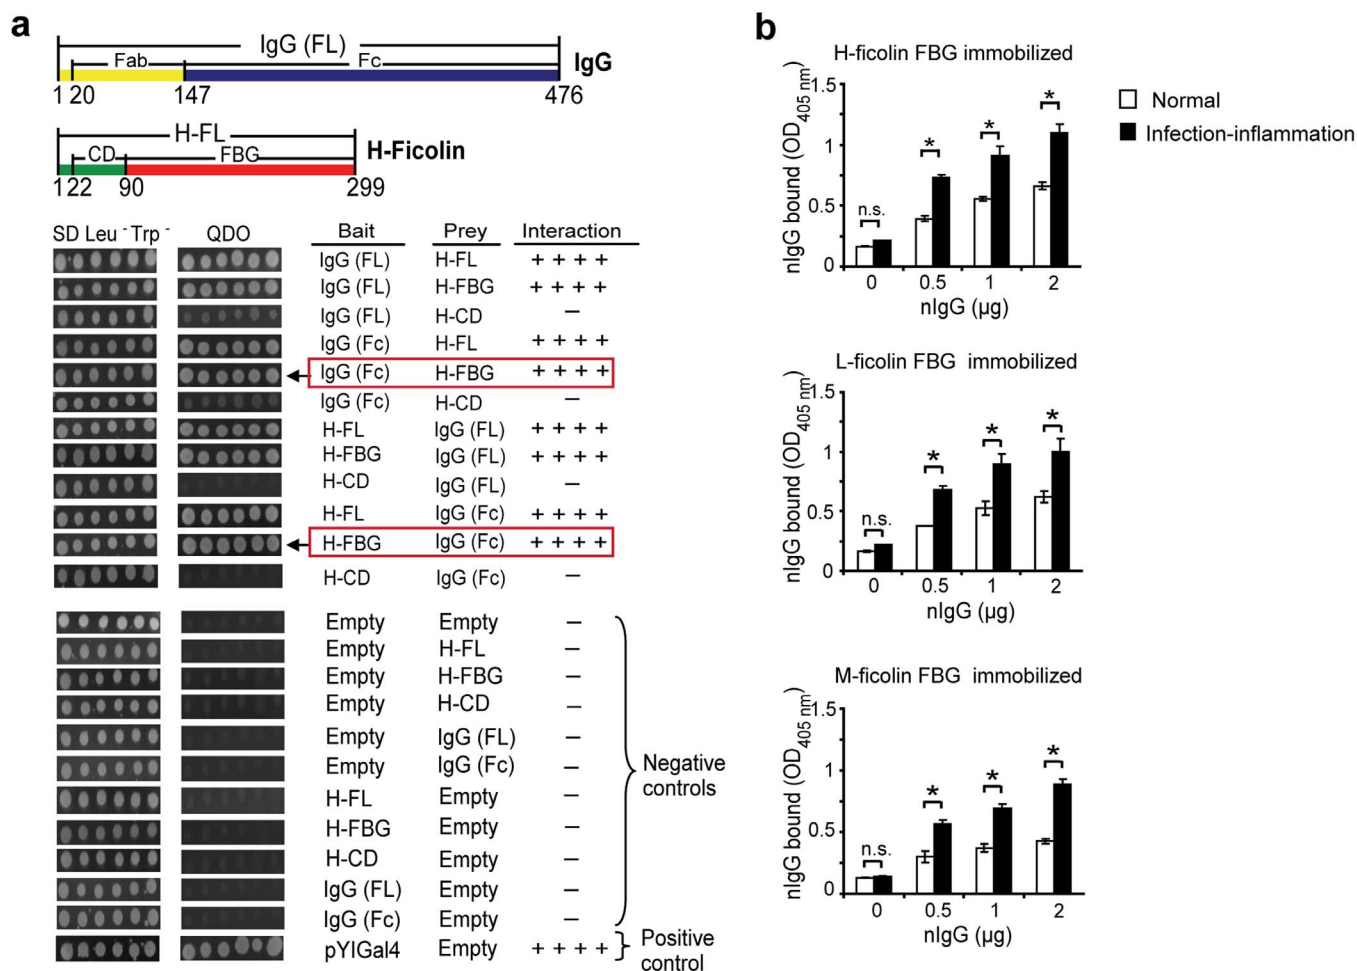 a
IgG (FL)
Fab Fc IgG
1 20 147 476
H-FL
CD FBG H-Ficolin
1 22 90 299
SD Leu - Trp - QDO Bait Prey Interaction
IgG (FL) H-FL + + + +
IgG (FL) H-FBG + + + +
IgG (FL) H-CD –
IgG (Fc) H-FL + + + +
IgG (Fc) H-FBG + + + +
IgG (Fc) H-CD –
H-FL IgG (FL) + + + +
H-FBG IgG (FL) + + + +
H-CD IgG (FL) –
H-FL IgG (Fc) + + + +
H-FBG IgG (Fc) + + + +
H-CD IgG (Fc) –
Empty Empty –
Empty H-FL –
Empty H-FBG –
Empty H-CD –
Empty IgG (FL) –
Empty IgG (Fc) –
H-FL Empty –
H-FBG Empty –
H-CD Empty –
IgG (FL) Empty –
IgG (Fc) Empty –
pYIGal4 Empty + + + +
Negative
controls
Positive
control
b
H-ficolin FBG immobilized
nIgG bound (OD405 nm)
1.5
1
0.5
0
n.s. * * *
0 0.5 1 2
nIgG (µg)
Normal
Infection-inflammation
L-ficolin FBG immobilized
nIgG bound (OD405 nm)
1.5
1
0.5
0
n.s. * * *
0 0.5 1 2
nIgG (µg)
M-ficolin FBG immobilized
nIgG bound (OD405 nm)
1.5
1
0.5
0
n.s. * * *
0 0.5 1 2
nIgG (µg)